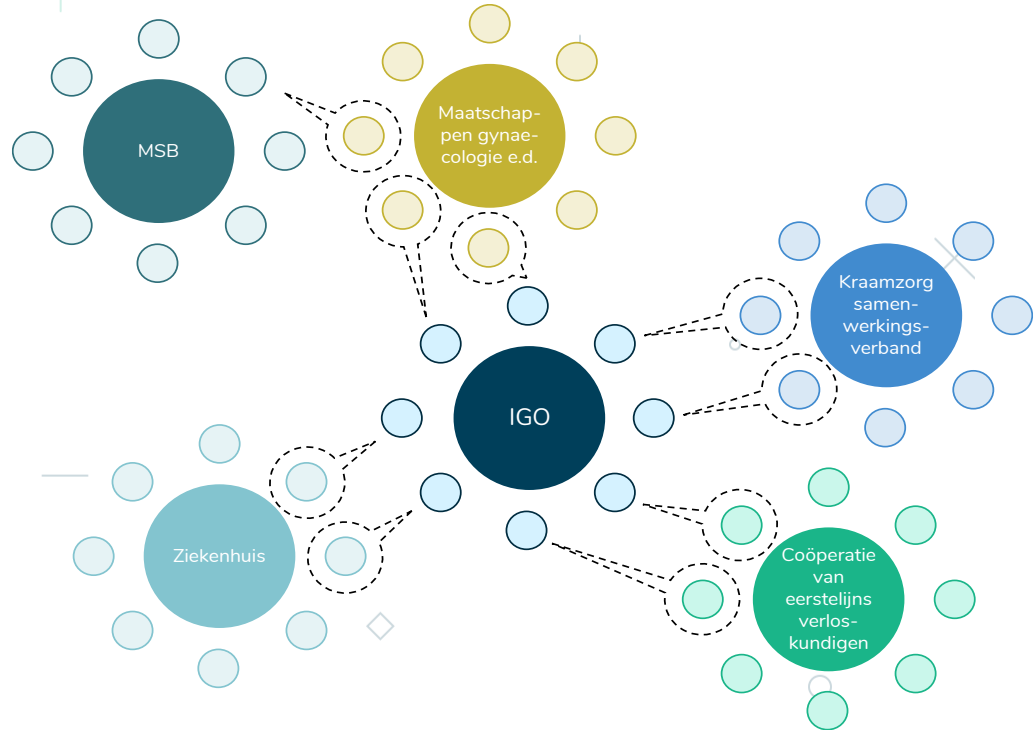 Maatschap-
pen gynae-
cologie e.d.
MSB
Kraamzorg
samen-
werkings-
verband
IGO
Ziekenhuis
Coöperatie
van
eerstelijns
verlos-
kundigen